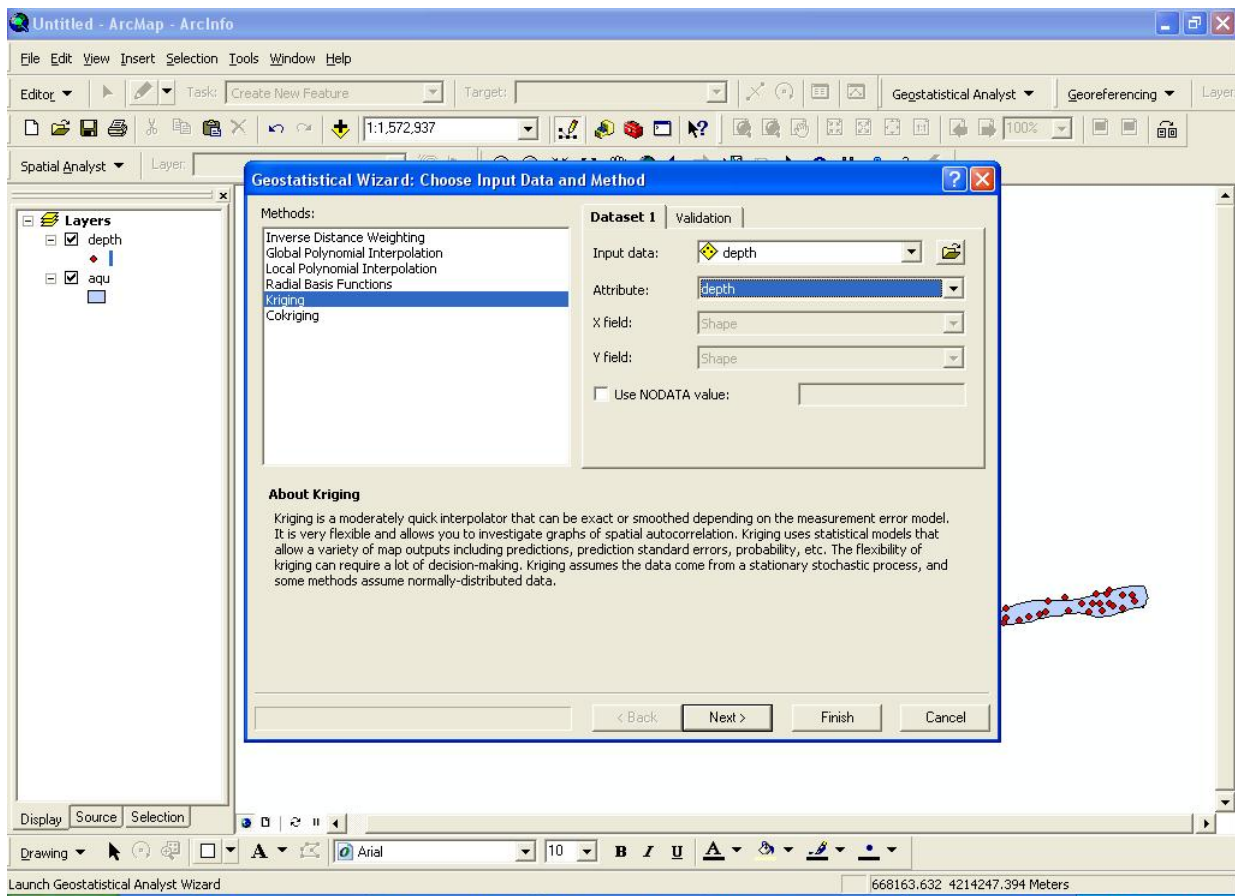 Untitled - ArcMap - ArcInfo
File Edit View Insert Selection Tools Window Help
Editor Task: Create New Feature Target: Geostatistical Analyst Georeferencing Layer
1:1,572,937 100%
Spatial Analyst Layer:
Geostatistical Wizard: Choose Input Data and Method
Layers
depth
aqu
Methods:
Inverse Distance Weighting
Global Polynomial Interpolation
Local Polynomial Interpolation
Radial Basis Functions
Kriging
Cokriging
Dataset 1 Validation
Input data: depth
Attribute: depth
X field: Shape
Y field: Shape
Use NODATA value:
About Kriging
Kriging is a moderately quick interpolator that can be exact or smoothed depending on the measurement error model.
It is very flexible and allows you to investigate graphs of spatial autocorrelation. Kriging uses statistical models that
allow a variety of map outputs including predictions, prediction standard errors, probability, etc. The flexibility of
kriging can require a lot of decision-making. Kriging assumes the data come from a stationary stochastic process, and
some methods assume normally-distributed data.
< Back Next > Finish Cancel
Display Source Selection
Drawing A Arial 10 B I U A
Launch Geostatistical Analyst Wizard 668163.632 4214247.394 Meters